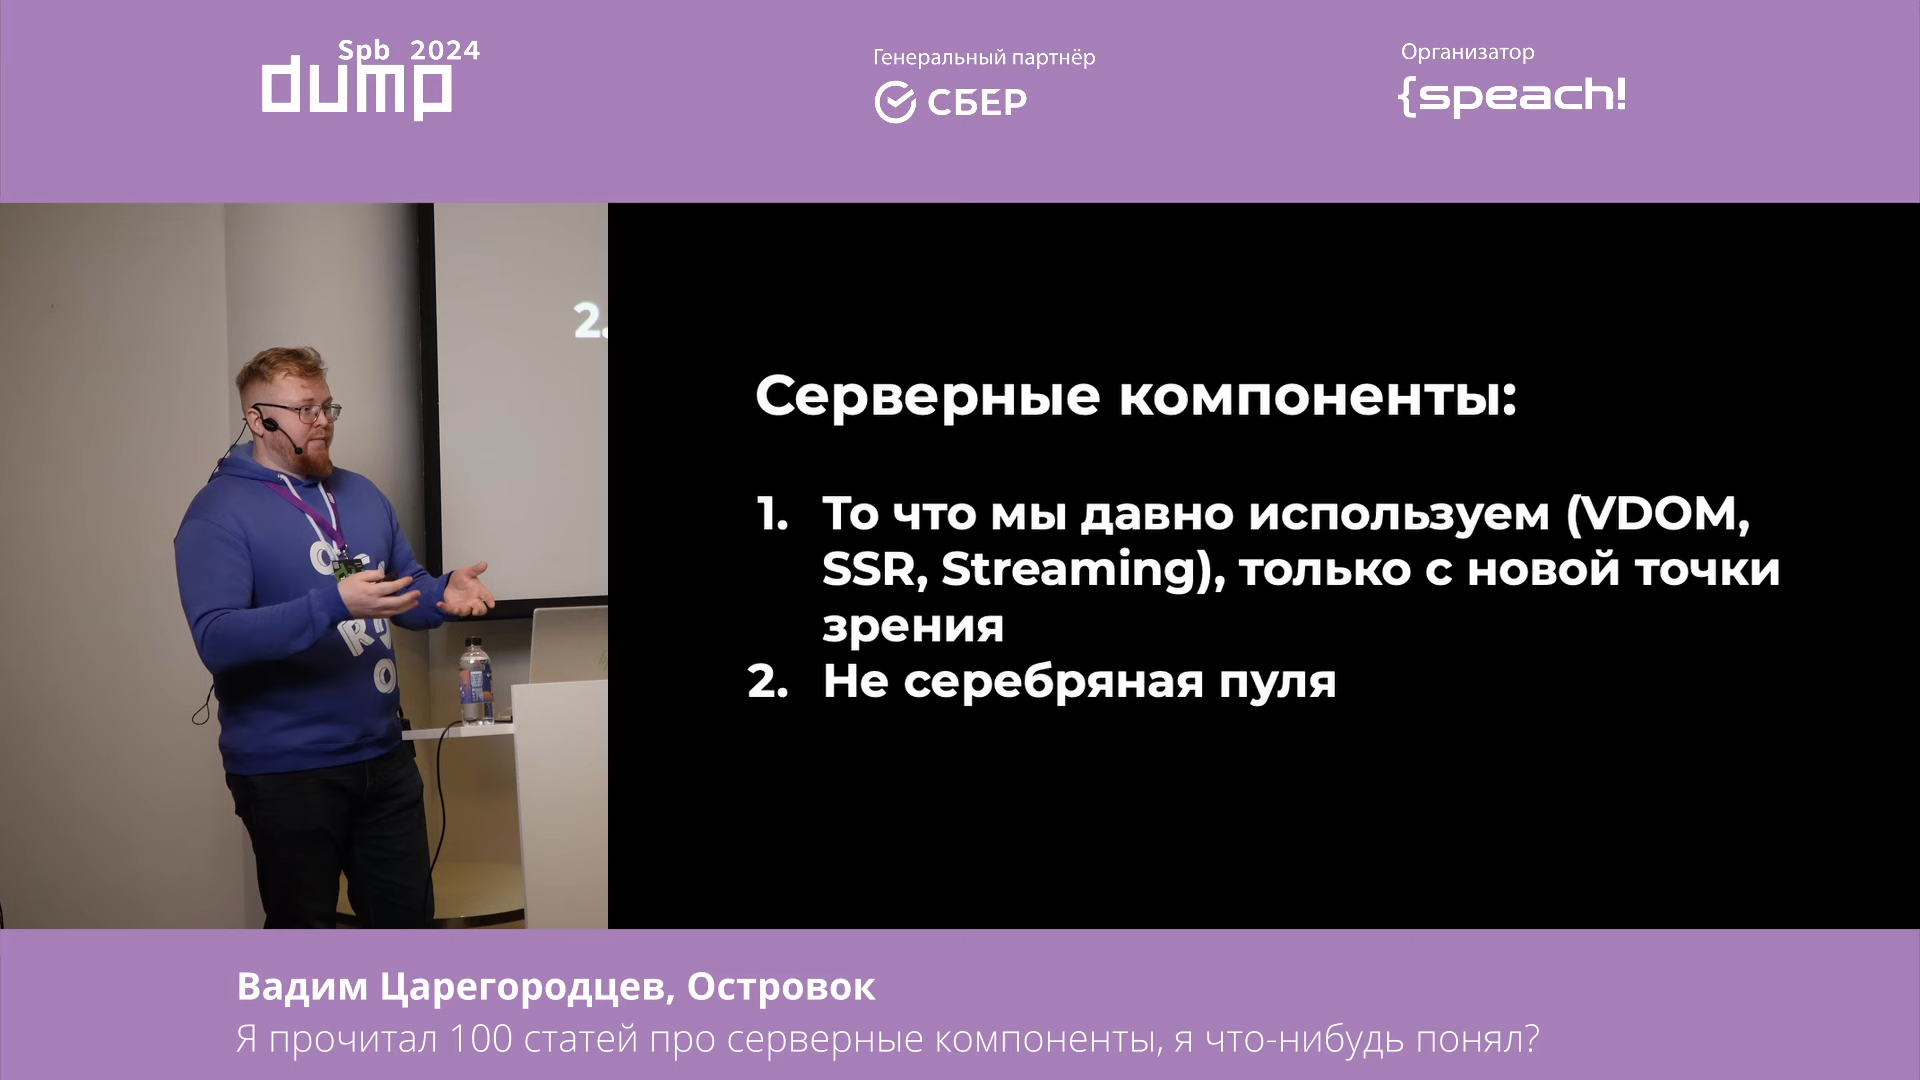 Spb 2024
dump
Генеральный партнёр
СБЕР
Организатор
{speach!
2.
Серверные компоненты:
1. То что мы давно используем (VDOM,
SSR, Streaming), только с новой точки
зрения
2. Не серебряная пуля
Вадим Царегородцев, Островок
Я прочитал 100 статей про серверные компоненты, я что-нибудь понял?